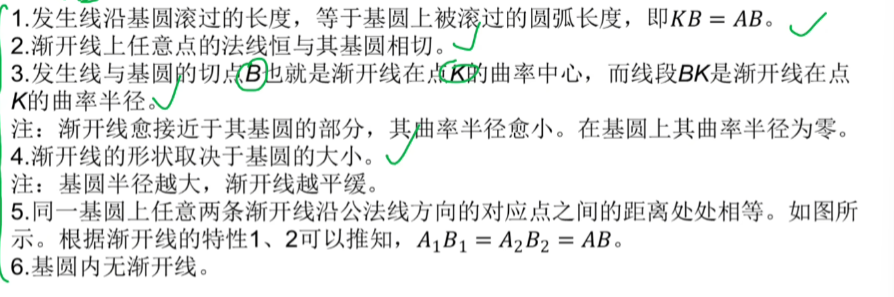 1.发生线沿基圆滚过的长度，等于基圆上被滚过的圆弧长度，即KB = AB。
2.渐开线上任意点的法线恒与其基圆相切。
3.发生线与基圆的切点B也就是渐开线在点K的曲率中心，而线段BK是渐开线在点
K的曲率半径。
注：渐开线愈接近于其基圆的部分，其曲率半径愈小。在基圆上其曲率半径为零。
4.渐开线的形状取决于基圆的大小。
注：基圆半径越大，渐开线越平缓。
5.同一基圆上任意两条渐开线沿公法线方向的对应点之间的距离处处相等。如图所
示。根据渐开线的特性1、2可以推知，A₁B₁ = A₂B₂ = AB。
6.基圆内无渐开线。